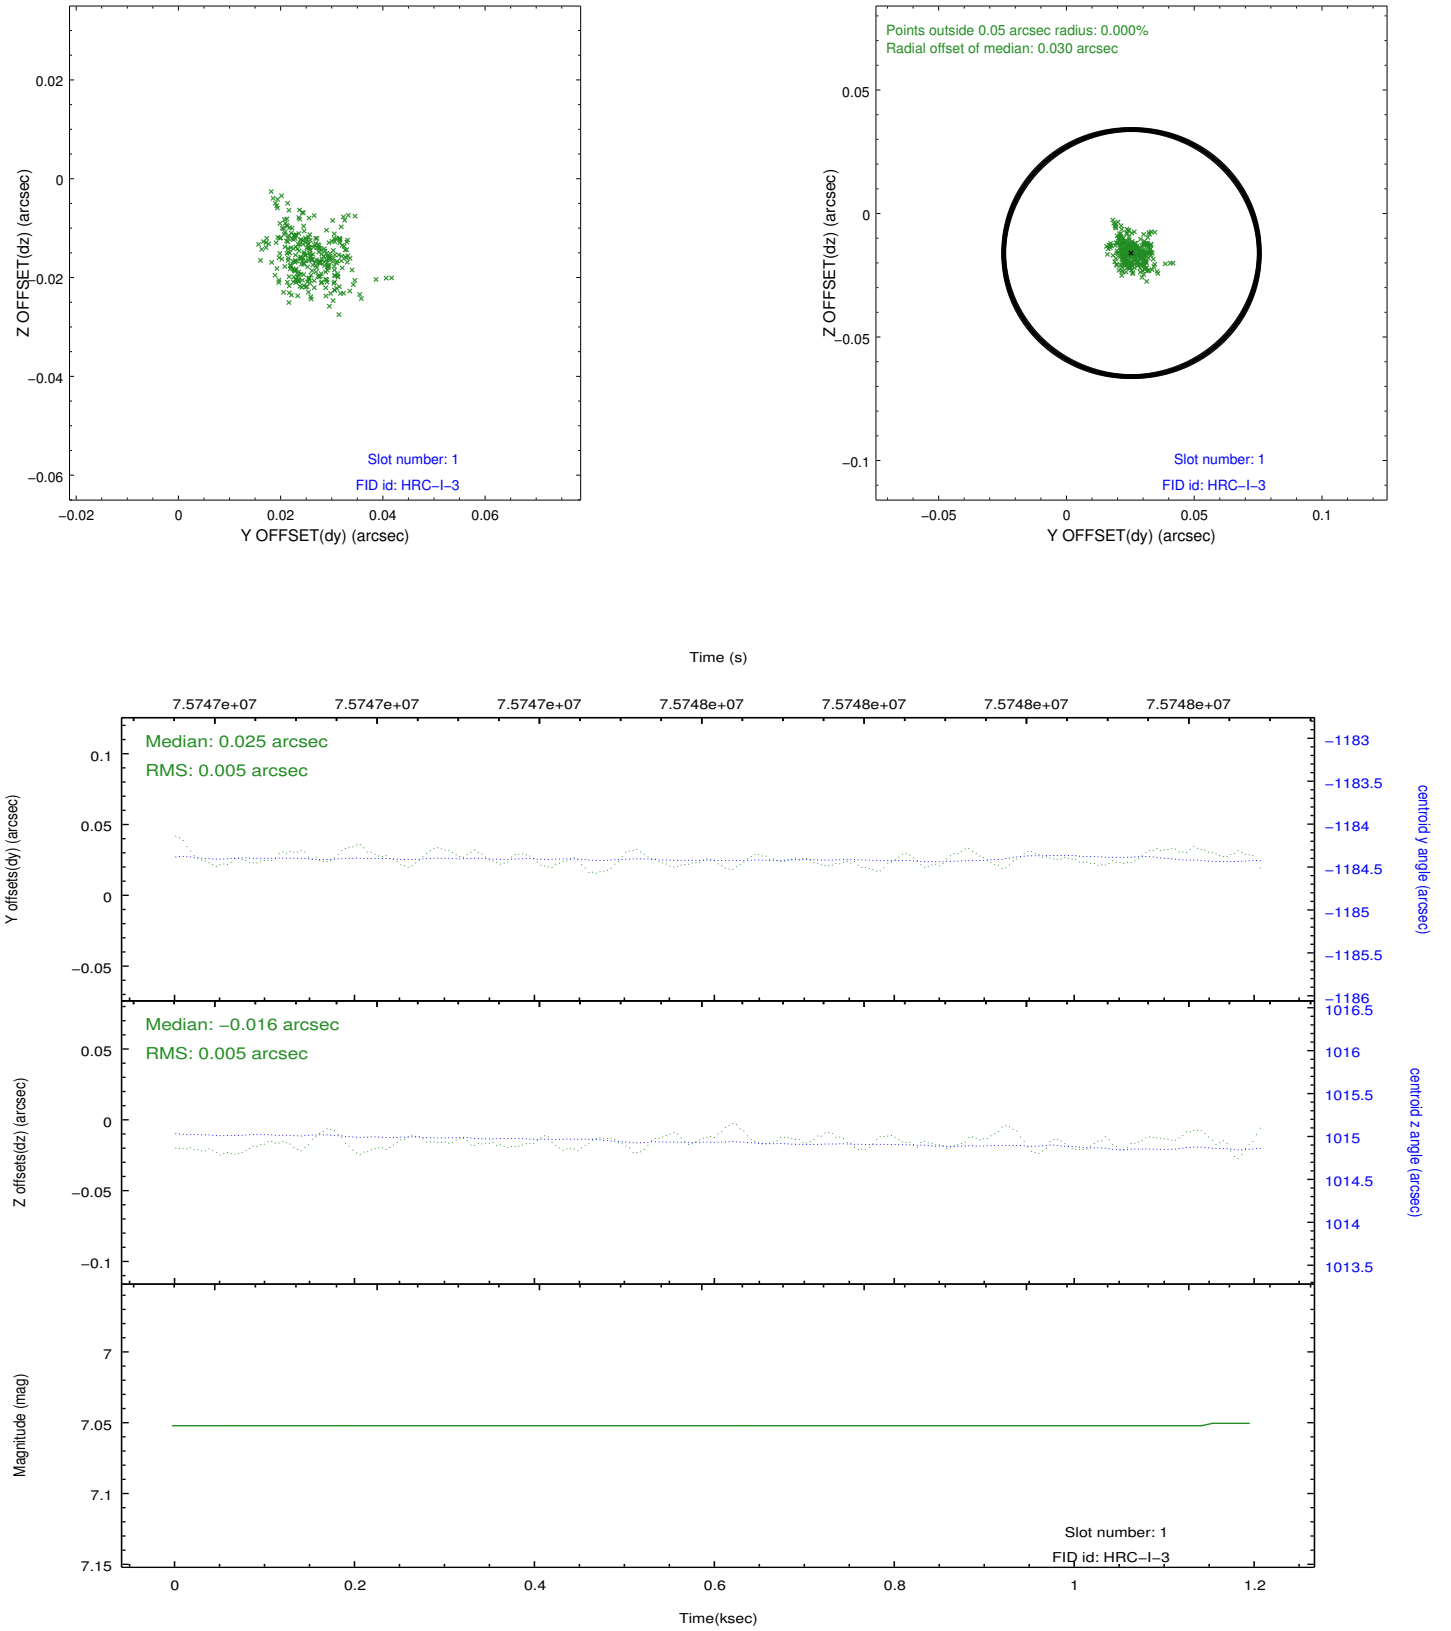 0.02
0
−0.02
−0.04
−0.06
Z OFFSET(dz) (arcsec)
Slot number: 1
FID id: HRC−I−3
−0.02
0
0.02
0.04
0.06
Y OFFSET(dy) (arcsec)
Points outside 0.05 arcsec radius: 0.000%
Radial offset of median: 0.030 arcsec
0.05
0
−0.05
−0.1
Z OFFSET(dz) (arcsec)
Slot number: 1
FID id: HRC−I−3
−0.05
0
0.05
0.1
Y OFFSET(dy) (arcsec)
Time (s)
7.5747e+07
7.5747e+07
7.5747e+07
7.5748e+07
7.5748e+07
7.5748e+07
7.5748e+07
Median: 0.025 arcsec
RMS: 0.005 arcsec
0.1
0.05
0
−0.05
Y offsets(dy) (arcsec)
−1183
−1183.5
−1184
−1184.5
−1185
−1185.5
−1186
centroid y angle (arcsec)
Median: −0.016 arcsec
RMS: 0.005 arcsec
0.05
0
−0.05
−0.1
Z offsets(dz) (arcsec)
1016.5
1016
1015.5
1015
1014.5
1014
1013.5
centroid z angle (arcsec)
7
7.05
7.1
7.15
Magnitude (mag)
Slot number: 1
FID id: HRC−I−3
0
0.2
0.4
0.6
0.8
1
1.2
Time(ksec)